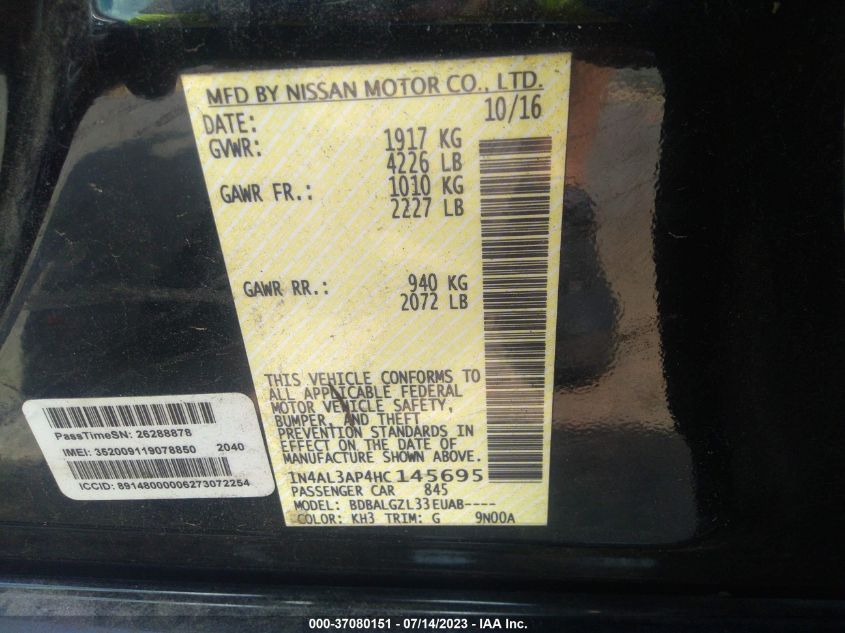 MFD BY NISSAN MOTOR CO., LTD.
DATE: 10/16
GVWR: 1917 KG
4226 LB
GAWR FR.: 1010 KG
2227 LB
GAWR RR.: 940 KG
2072 LB
THIS VEHICLE CONFORMS TO
ALL APPLICABLE FEDERAL
MOTOR VEHICLE SAFETY,
BUMPER, AND THEFT
PREVENTION STANDARDS IN
EFFECT ON THE DATE OF
MANUFACTURE SHOWN ABOVE.
1N4AL3AP4HC145695
PASSENGER CAR 845
MODEL: BDBALGZL33EUAB----
COLOR: KH3 TRIM: G 9N00A
PassTimeSN: 26288878
IMEI: 352009119078850 2040
ICCID: 89148000006273072254
000-37080151 / 07/14/2023 - IAA Inc.